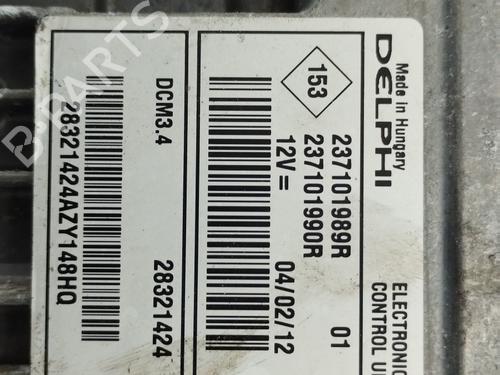 DELPHI
Made in Hungary
ELECTRONIC
CONTROL U
153
237101989R 01
237101990R
12V= 04/02/12
DCM3.4 28321424
28321424AZY148HQ
B-PARTS